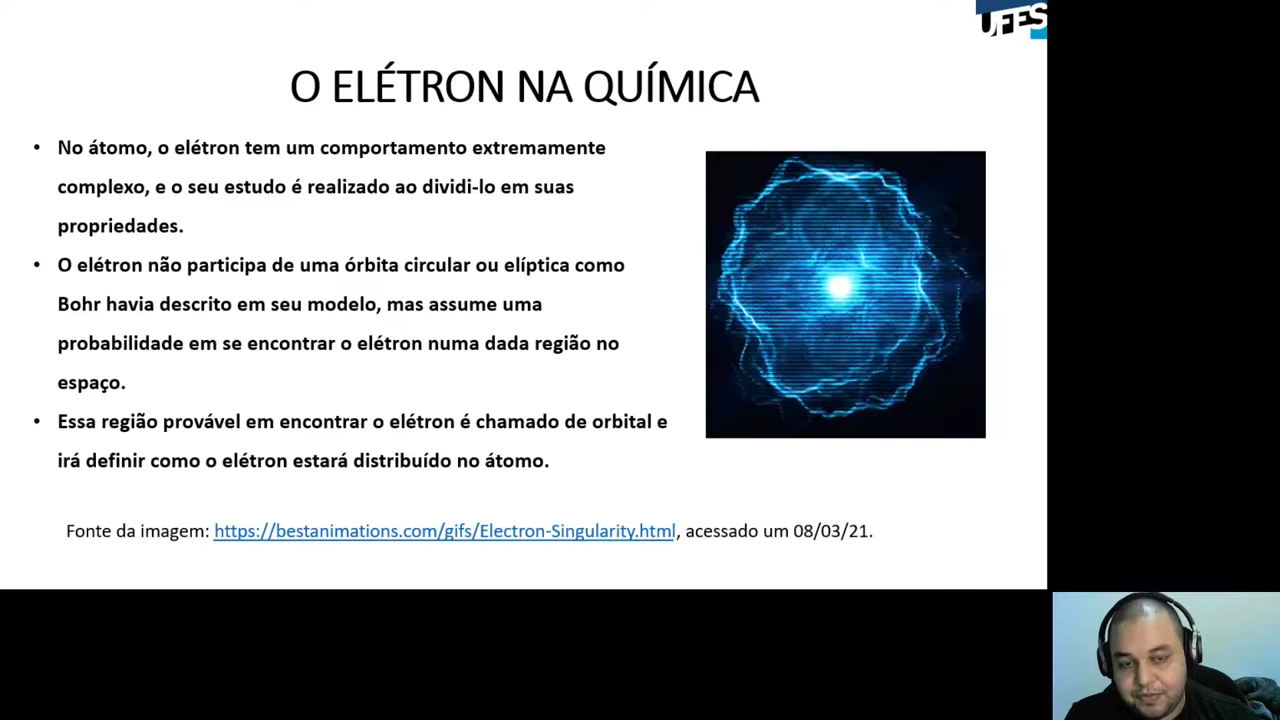 UFES
O ELÉTRON NA QUÍMICA
• No átomo, o elétron tem um comportamento extremamente
complexo, e o seu estudo é realizado ao dividi-lo em suas
propriedades.
• O elétron não participa de uma órbita circular ou elíptica como
Bohr havia descrito em seu modelo, mas assume uma
probabilidade em se encontrar o elétron numa dada região no
espaço.
• Essa região provável em encontrar o elétron é chamado de orbital e
irá definir como o elétron estará distribuído no átomo.
Fonte da imagem: https://bestanimations.com/gifs/Electron-Singularity.html, acessado um 08/03/21.